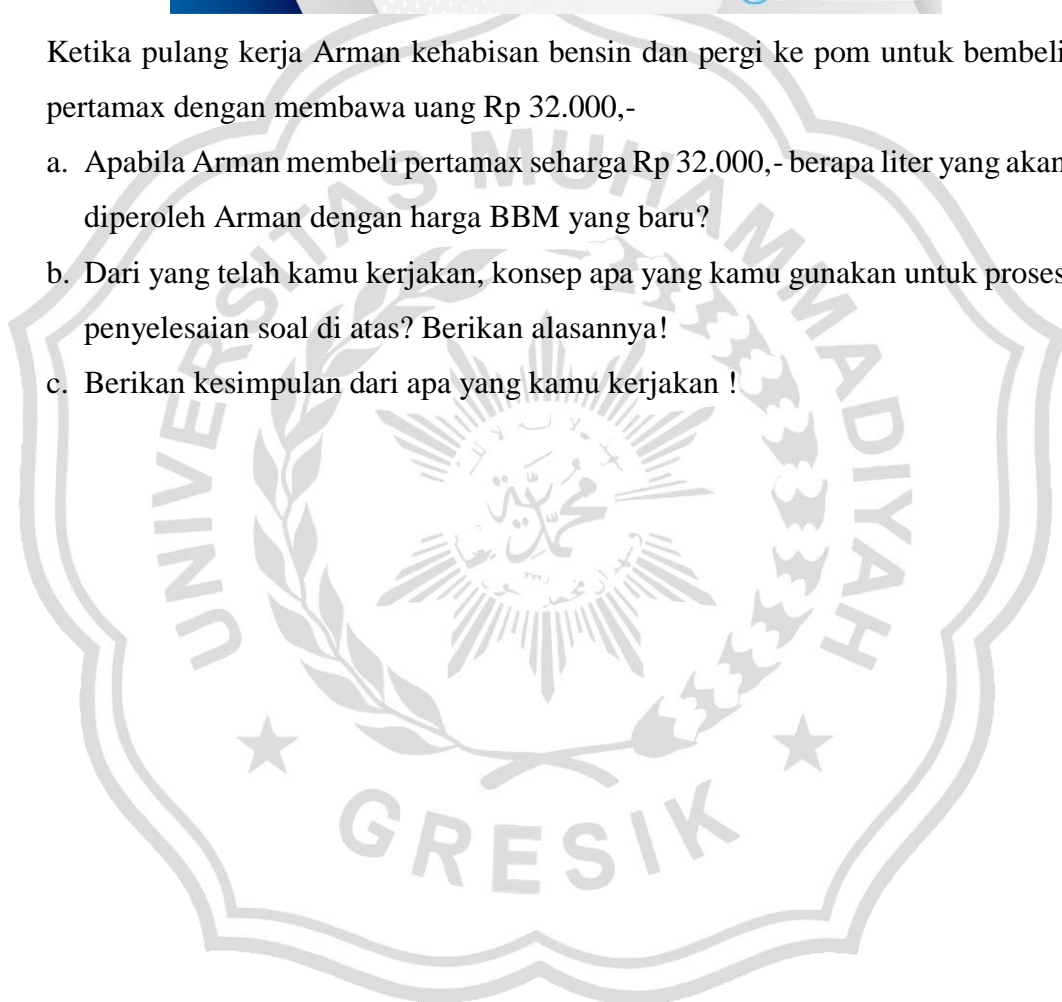 Ketika pulang kerja Arman kehabisan bensin dan pergi ke pom untuk bembeli
pertamax dengan membawa uang Rp 32.000,-
a. Apabila Arman membeli pertamax seharga Rp 32.000,- berapa liter yang akan
diperoleh Arman dengan harga BBM yang baru?
b. Dari yang telah kamu kerjakan, konsep apa yang kamu gunakan untuk proses
penyelesaian soal di atas? Berikan alasannya!
c. Berikan kesimpulan dari apa yang kamu kerjakan !
UNIVERSITAS MUHAMMADIYAH
GRESIK